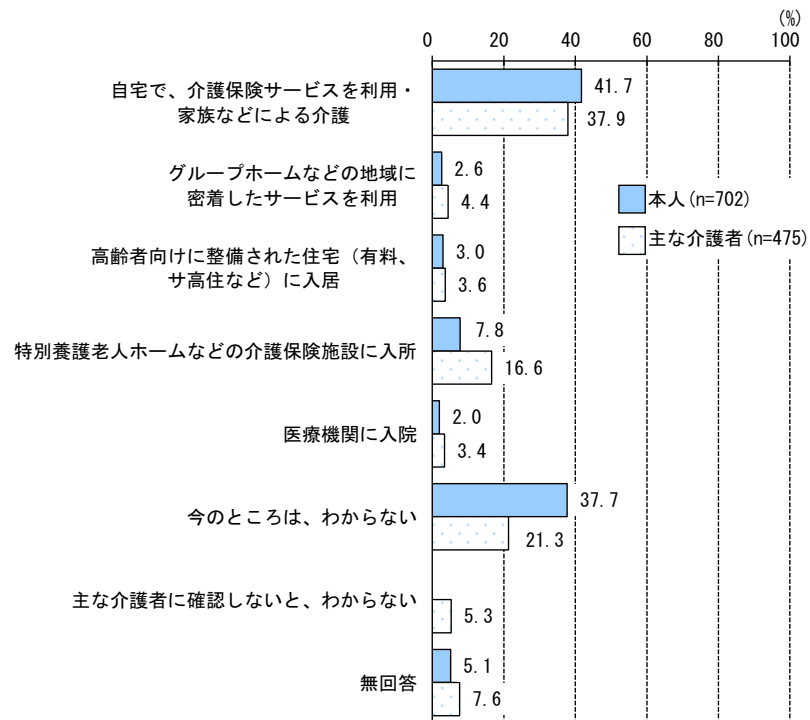 (%)
0 20 40 60 80 100
自宅で、介護保険サービスを利用・
家族などによる介護
41.7
37.9
グループホームなどの地域に
密着したサービスを利用
2.6
4.4
本人(n=702)
主な介護者(n=475)
高齢者向けに整備された住宅（有料、
サ高住など）に入居
3.0
3.6
特別養護老人ホームなどの介護保険施設に入所
7.8
16.6
医療機関に入院
2.0
3.4
今のところは、わからない
37.7
21.3
主な介護者に確認しないと、わからない
5.3
無回答
5.1
7.6